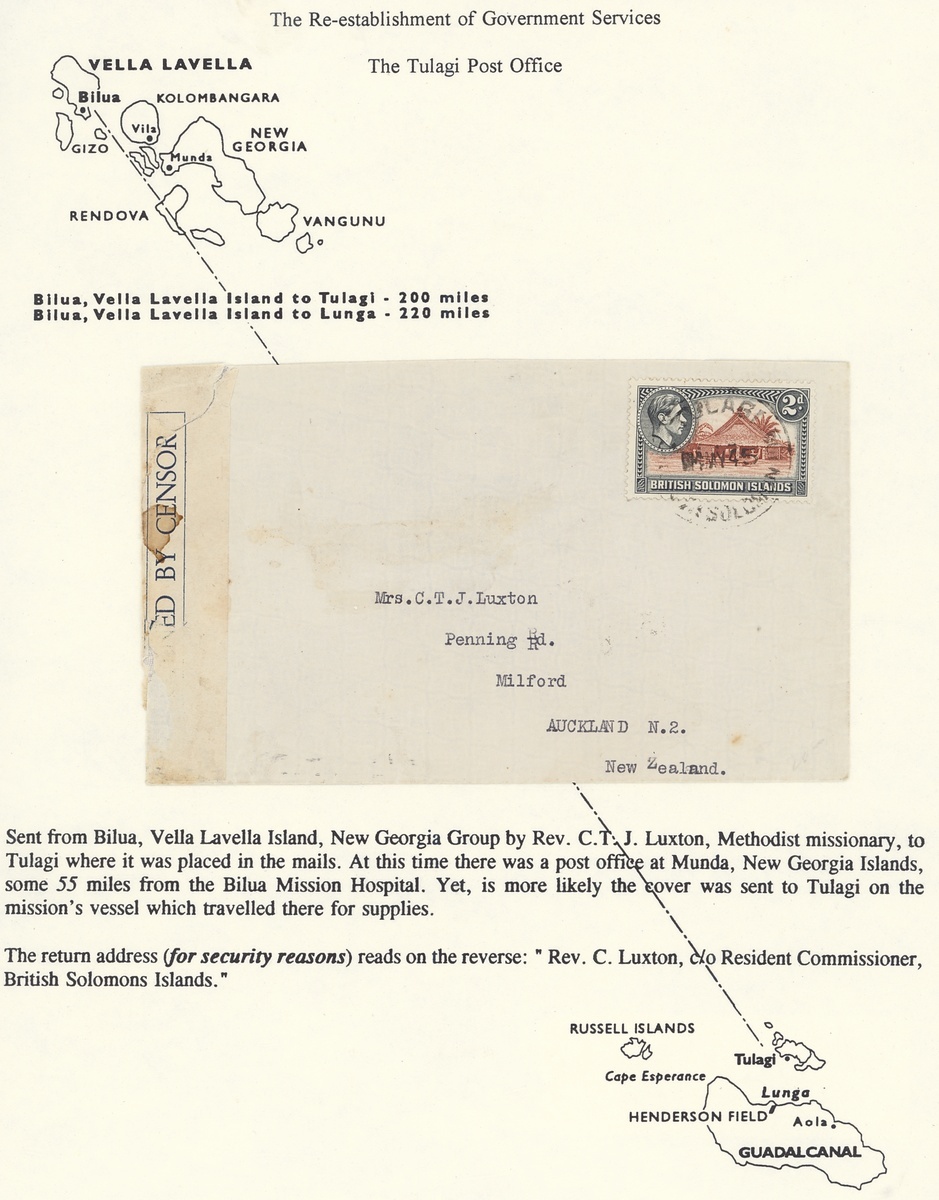 The Re-establishment of Government Services
The Tulagi Post Office
VELLA LAVELLA
Bilua
KOLOMBANGARA
Vila
GIZO
NEW
GEORGIA
Munda
RENDOVA
VANGUNU
Bilua, Vella Lavella Island to Tulagi - 200 miles
Bilua, Vella Lavella Island to Lunga - 220 miles
ED BY CENSOR
2d
BRITISH SOLOMON ISLANDS
Mrs.C.T.J.Luxton
Penning Rd.
Milford
AUCKLAND N.2.
New Zealand.
Sent from Bilua, Vella Lavella Island, New Georgia Group by Rev. C.T. J. Luxton, Methodist missionary, to
Tulagi where it was placed in the mails. At this time there was a post office at Munda, New Georgia Islands,
some 55 miles from the Bilua Mission Hospital. Yet, is more likely the cover was sent to Tulagi on the
mission's vessel which travelled there for supplies.
The return address (for security reasons) reads on the reverse: " Rev. C. Luxton, c/o Resident Commissioner,
British Solomons Islands."
RUSSELL ISLANDS
Cape Esperance
Tulagi
Lunga
HENDERSON FIELD
Aola
GUADALCANAL